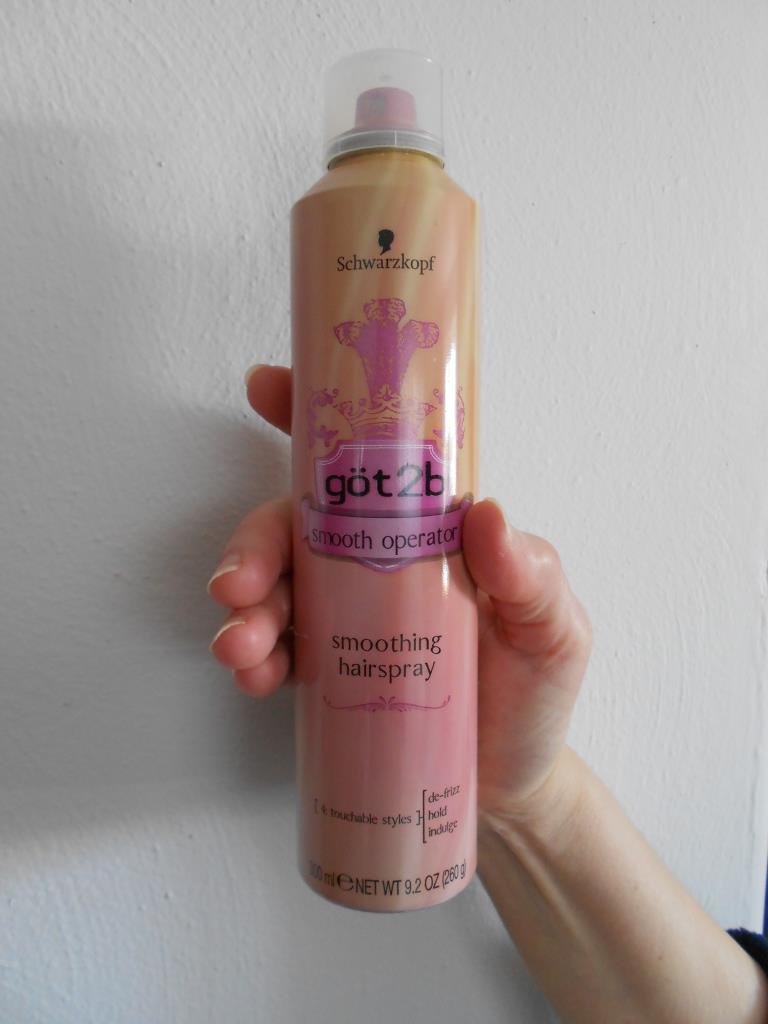 Schwarzkopf
göt2b
smooth operator
smoothing
hairspray
[ 4 touchable styles ]
de-frizz
hold
indulge
300 ml e NET WT 9.2 OZ (260 g)